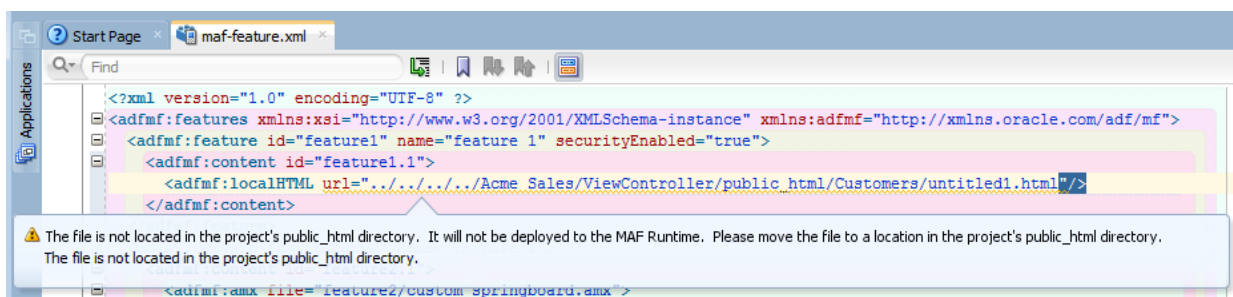 Start Page
maf-feature.xml
Applications
Find
<?xml version="1.0" encoding="UTF-8" ?>
<adfmf:features xmlns:xsi="http://www.w3.org/2001/XMLSchema-instance" xmlns:adfmf="http://xmlns.oracle.com/adf/mf">
<adfmf:feature id="feature1" name="feature 1" securityEnabled="true">
<adfmf:content id="feature1.1">
<adfmf:localHTML url="../../../../Acme Sales/ViewController/public_html/Customers/untitled1.html"/>
</adfmf:content>
The file is not located in the project's public_html directory. It will not be deployed to the MAF Runtime. Please move the file to a location in the project's public_html directory.
The file is not located in the project's public_html directory.
<adfmf:amx file="feature2/custom_springboard.amx">